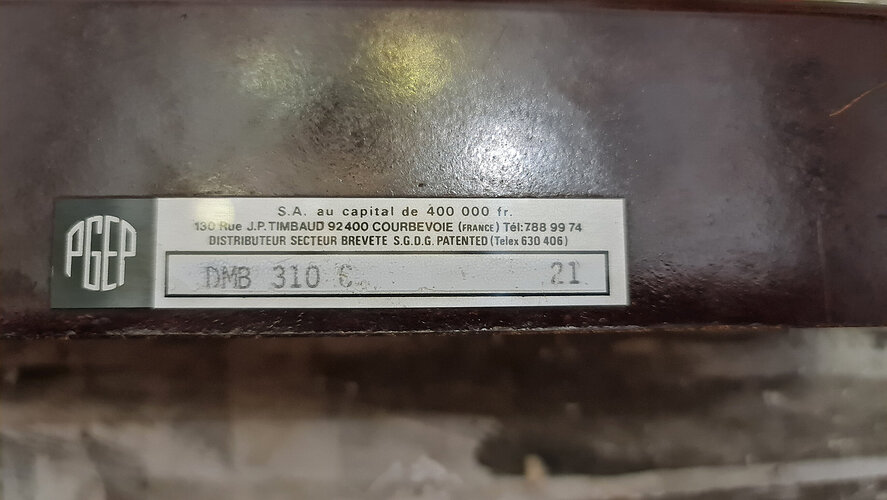 PGEP
S.A. au capital de 400 000 fr.
130 Rue J.P. TIMBAUD 92400 COURBEVOIE (FRANCE) Tél: 788 99 74
DISTRIBUTEUR SECTEUR BREVETE S.G.D.G. PATENTED (Telex 630 406)
DMB 310 C 21